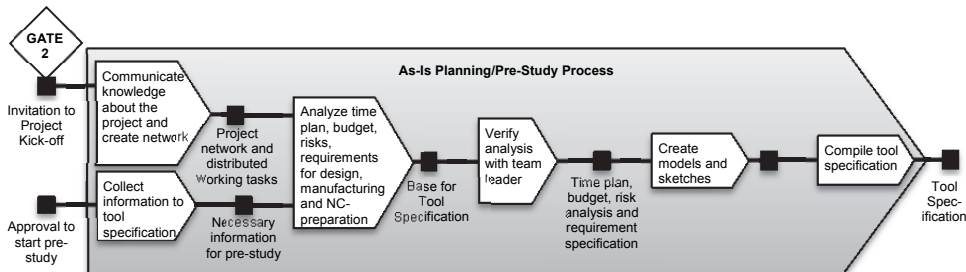 GATE
2
As-Is Planning/Pre-Study Process
Invitation to
Project
Kick-off
Communicate
knowledge
about the
project and
create network
Project
network and
distributed
Working tasks
Approval to
start pre-
study
Collect
information to
tool
specification
Necessary
information
for pre-study
Analyze time
plan, budget,
risks,
requirements
for design,
manufacturing
and NC-
preparation
Base for
Tool
Specification
Verify
analysis
with team
leader
Time plan,
budget, risk
analysis and
requirement
specification
Create
models and
sketches
Compile tool
specification
Tool
Spec-
ification